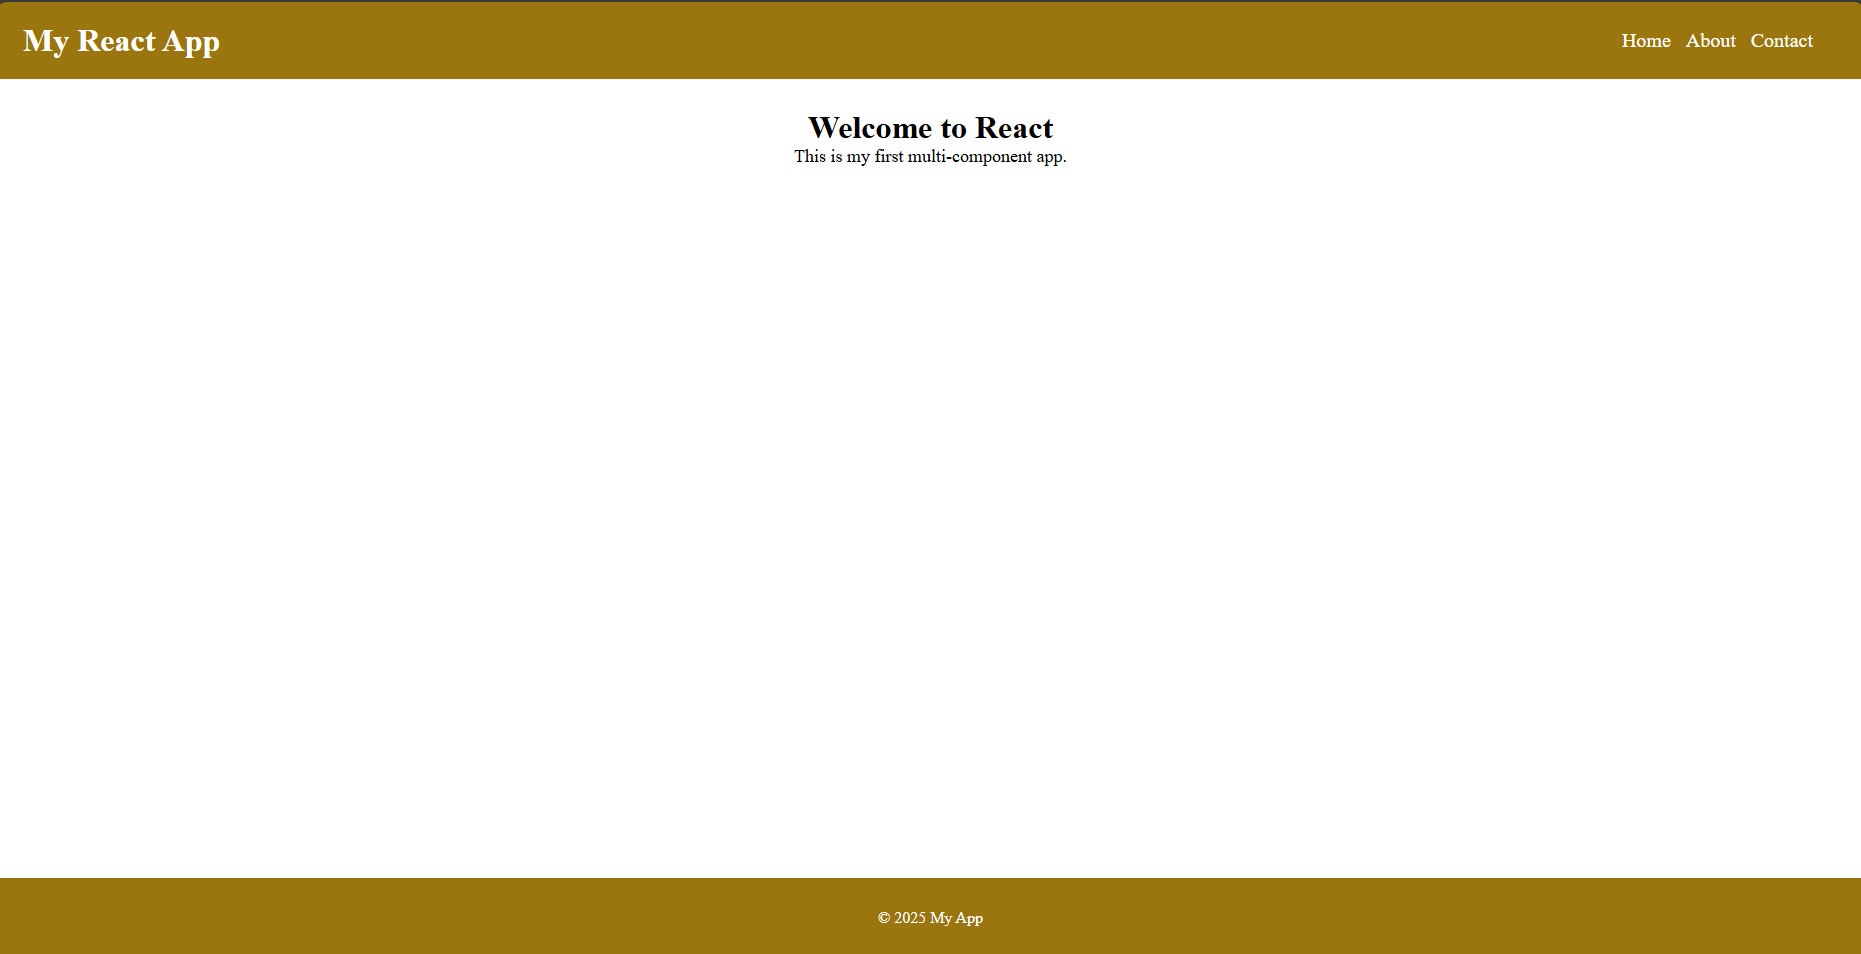 My React App
Home About Contact
Welcome to React
This is my first multi-component app.
© 2025 My App